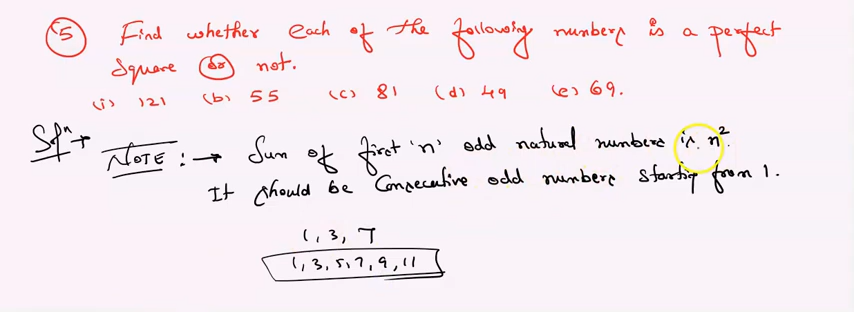 (5) Find whether each of the following numbers is a perfect
square or not.
(i) 121 (b) 55 (c) 81 (d) 49 (e) 69.
Solⁿ→ NOTE :→ Sum of first 'n' odd natural numbers is n².
It should be Consecutive odd numbers starting from 1.
1, 3, 7
1, 3, 5, 7, 9, 11